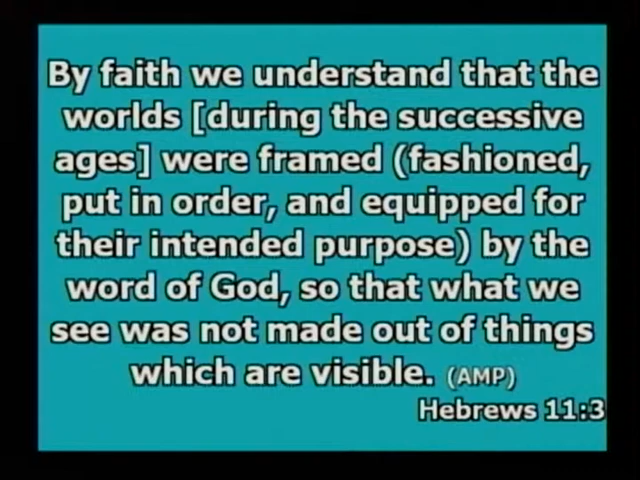 By faith we understand that the
worlds [during the successive
ages] were framed (fashioned,
put in order, and equipped for
their intended purpose) by the
word of God, so that what we
see was not made out of things
which are visible. (AMP)
Hebrews 11:3